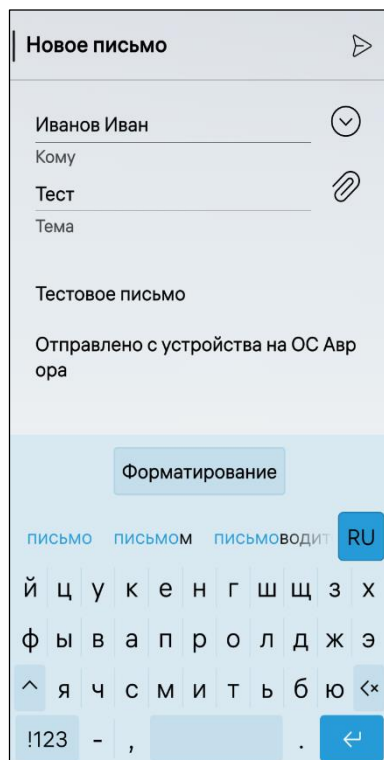 Новое письмо
Иванов Иван
Кому
Тест
Тема
Тестовое письмо
Отправлено с устройства на ОС Авр
ора
Форматирование
письмо письмом письмоводит RU
й ц у к е н г ш щ з х
ф ы в а п р о л д ж э
я ч с м и т ь б ю
!123 - , .